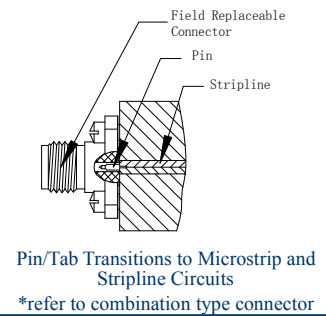 Field Replaceable
Connector
Pin
Stripline
Pin/Tab Transitions to Microstrip and
Stripline Circuits
*refer to combination type connector